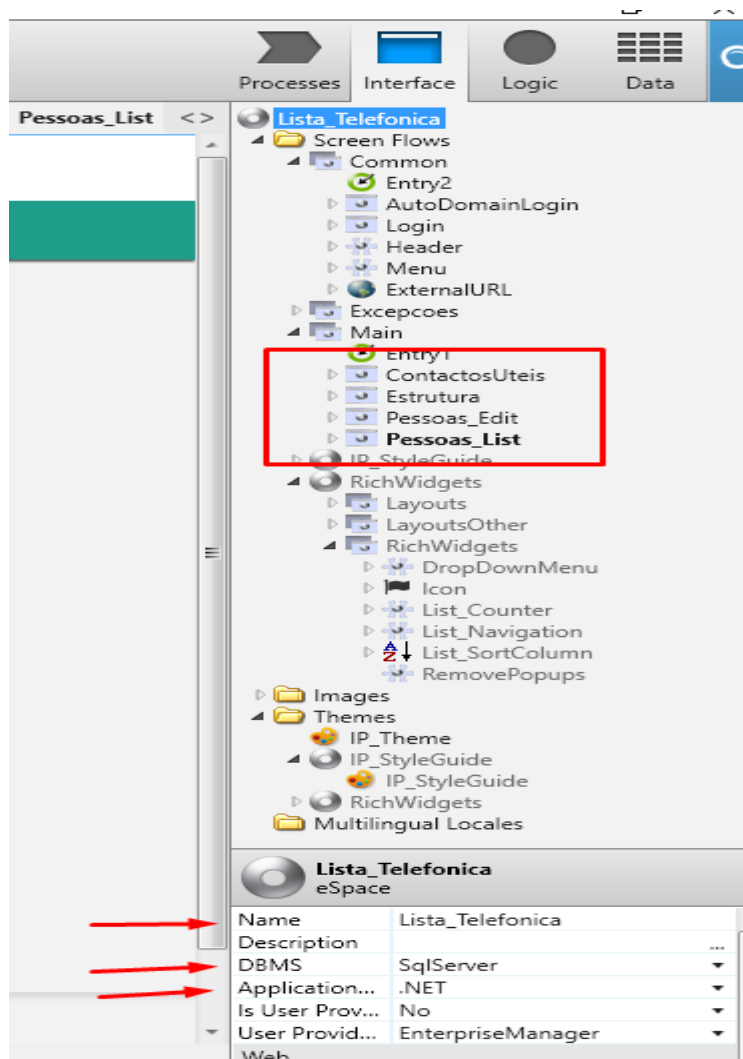 Processes Interface Logic Data
Pessoas_List <>
Lista_Telefonica
Screen Flows
Common
Entry2
AutoDomainLogin
Login
Header
Menu
ExternalURL
Excepcoes
Main
Entry1
ContactosUteis
Estrutura
Pessoas_Edit
Pessoas_List
IP_StyleGuide
RichWidgets
Layouts
LayoutsOther
RichWidgets
DropDownMenu
Icon
List_Counter
List_Navigation
AZ List_SortColumn
RemovePopups
Images
Themes
IP_Theme
IP_StyleGuide
IP_StyleGuide
RichWidgets
Multilingual Locales
Lista_Telefonica
eSpace
Name Lista_Telefonica
Description ...
DBMS SqlServer
Application... .NET
Is User Prov... No
User Provid... EnterpriseManager
Web